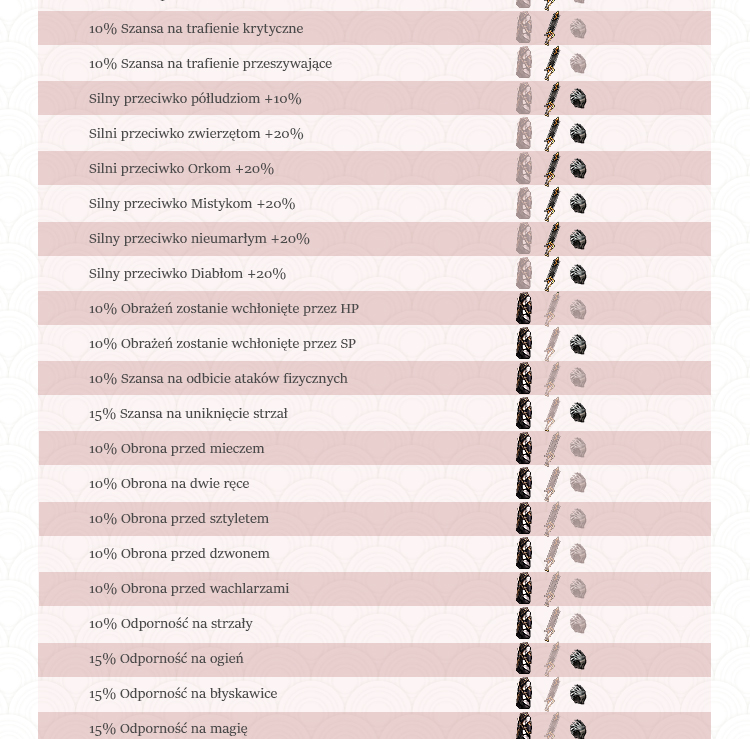 10% Szansa na trafienie krytyczne
10% Szansa na trafienie przeszywające
Silny przeciwko półludziom +10%
Silni przeciwko zwierzętom +20%
Silni przeciwko Orkom +20%
Silny przeciwko Mistykom +20%
Silny przeciwko nieumarłym +20%
Silny przeciwko Diabłom +20%
10% Obrażeń zostanie wchłonięte przez HP
10% Obrażeń zostanie wchłonięte przez SP
10% Szansa na odbicie ataków fizycznych
15% Szansa na uniknięcie strzał
10% Obrona przed mieczem
10% Obrona na dwie ręce
10% Obrona przed sztyletem
10% Obrona przed dzwonem
10% Obrona przed wachlarzami
10% Odporność na strzały
15% Odporność na ogień
15% Odporność na błyskawice
15% Odporność na magię